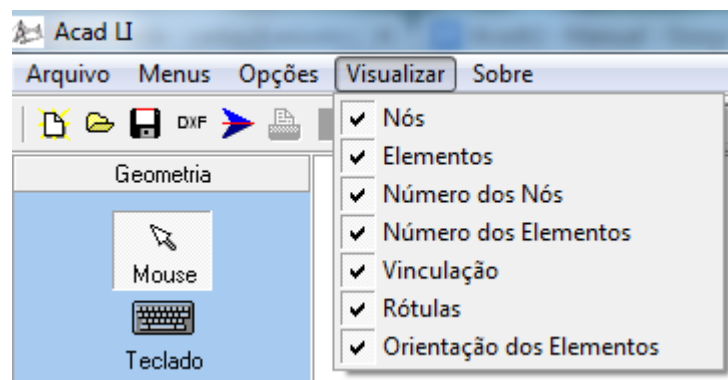 Acad LI
Arquivo Menus Opções Visualizar Sobre
DXF
Geometria
Mouse
Teclado
Nós
Elementos
Número dos Nós
Número dos Elementos
Vinculação
Rótulas
Orientação dos Elementos